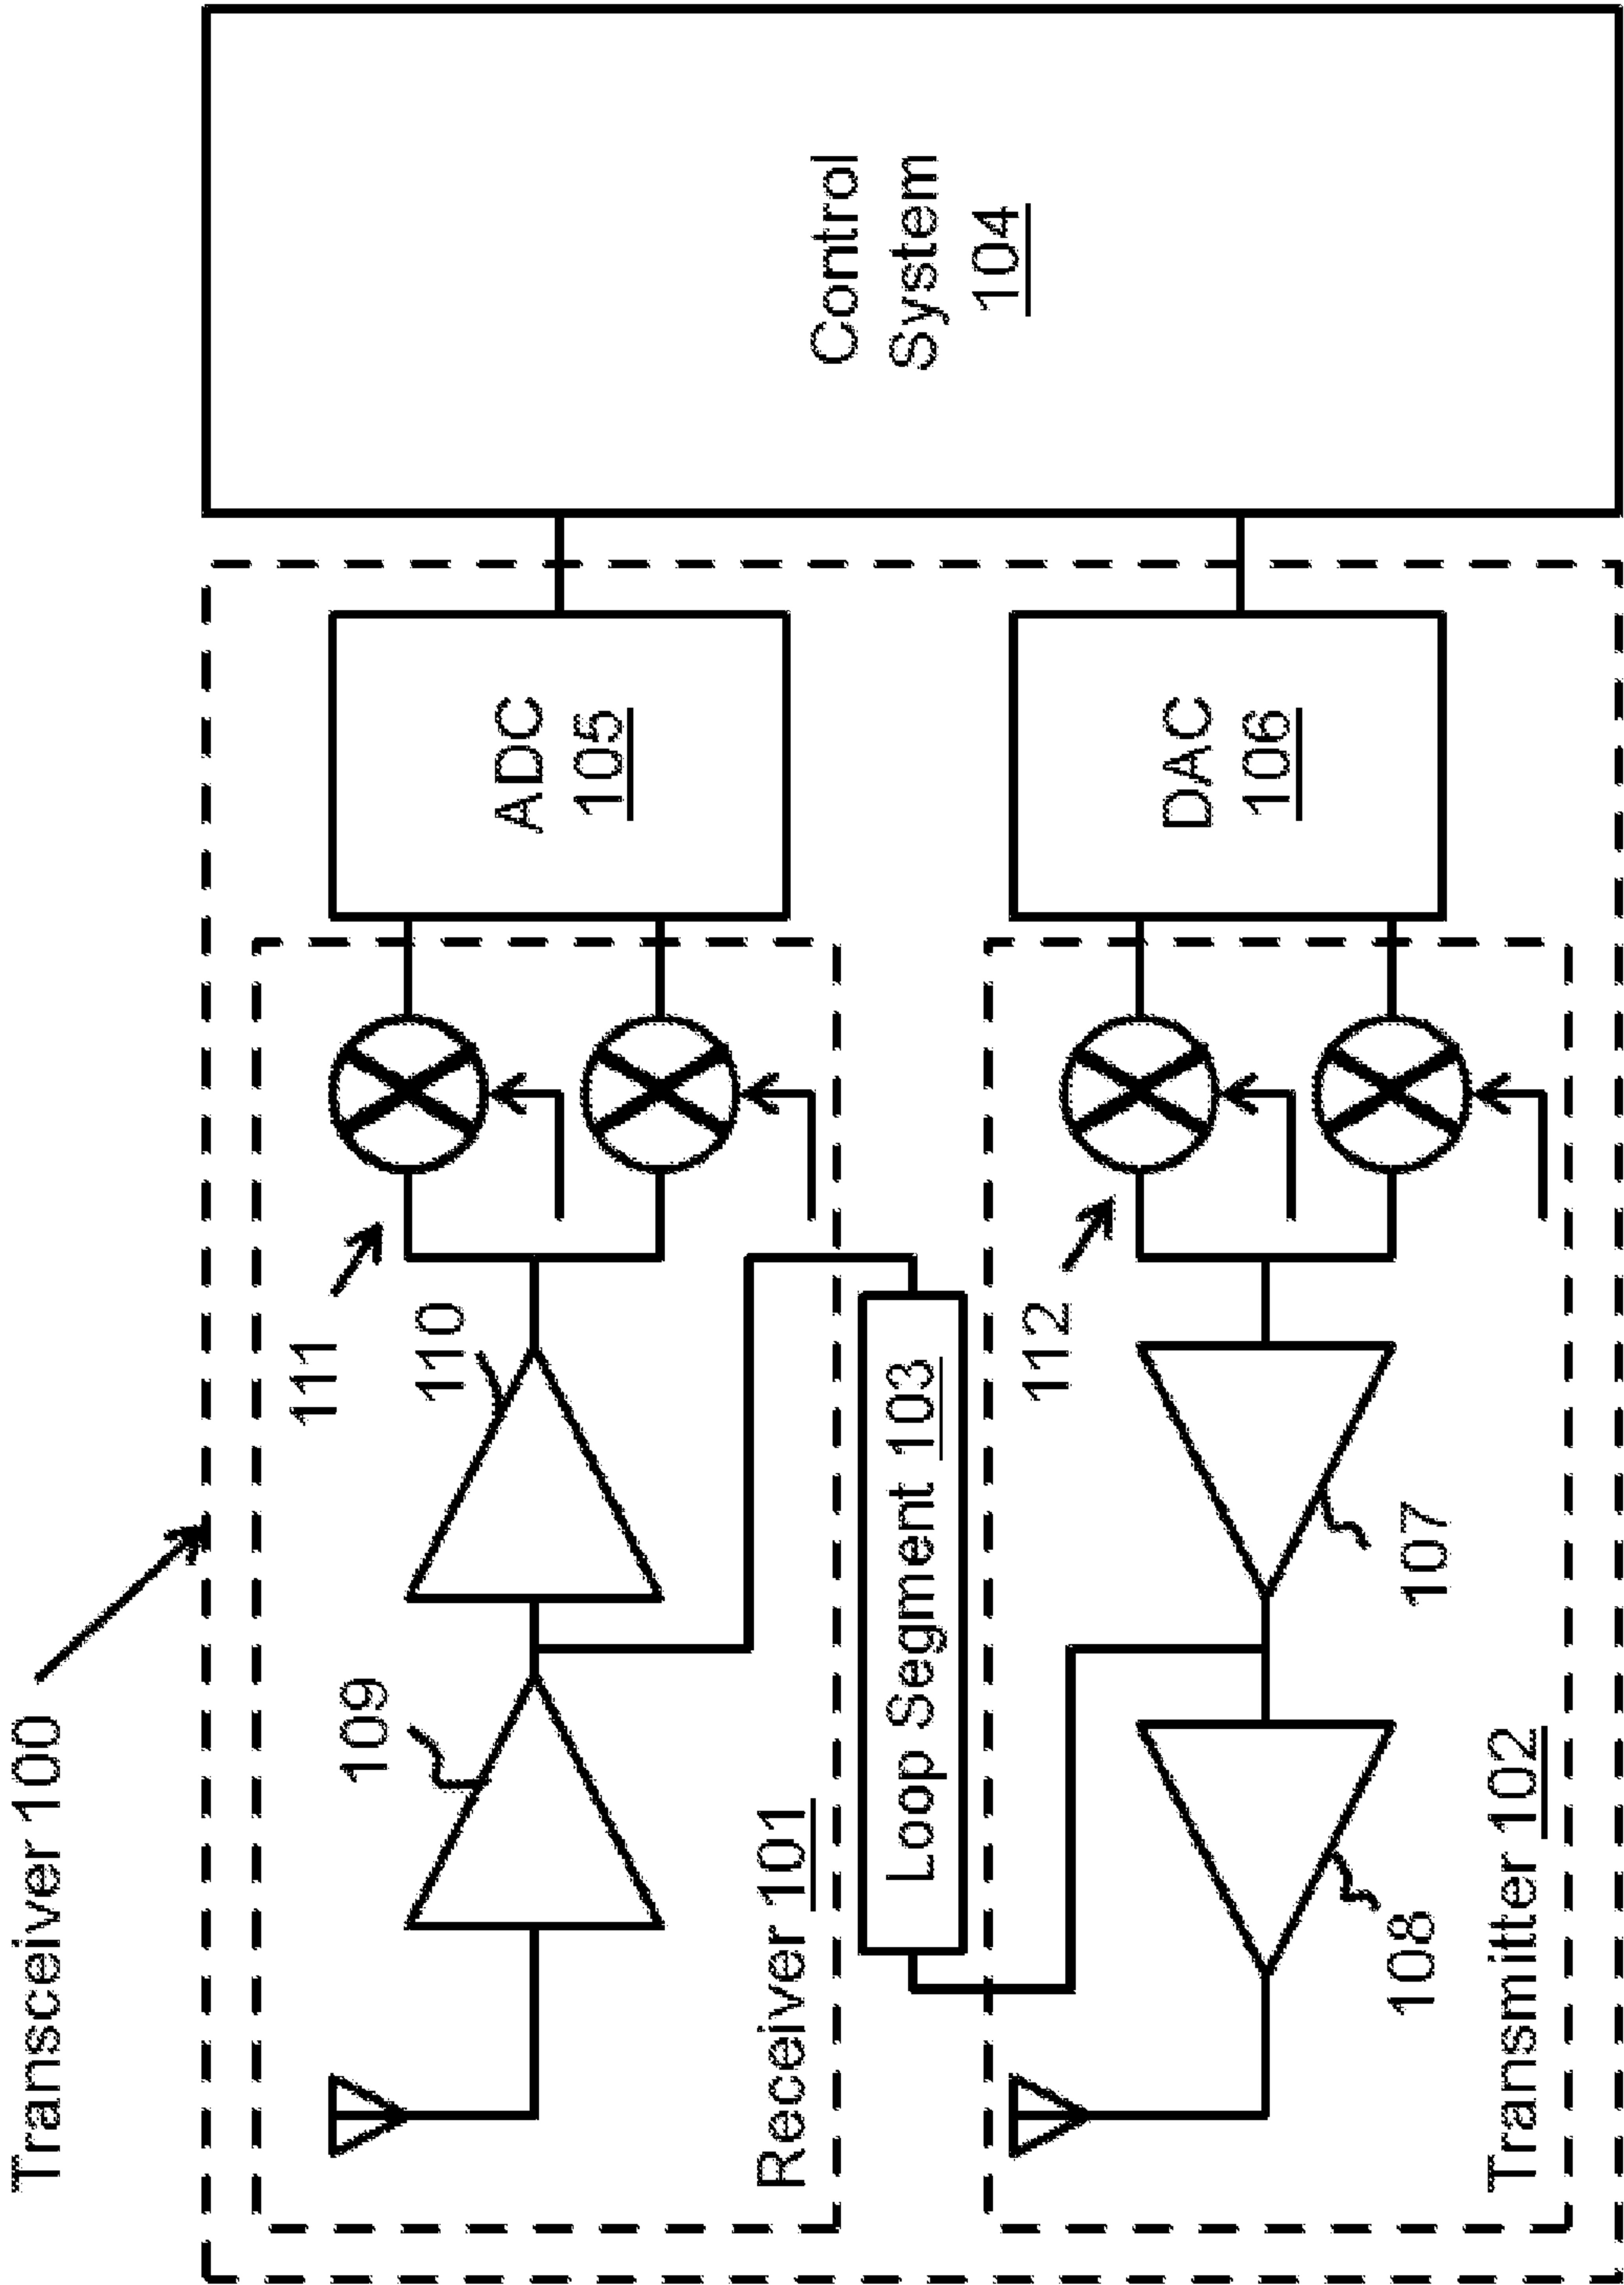 Transceiver 100
109
110
111
Receiver 101
ADC
105
Control
System
104
Loop Segment 103
112
DAC
106
108
107
Transmitter 102